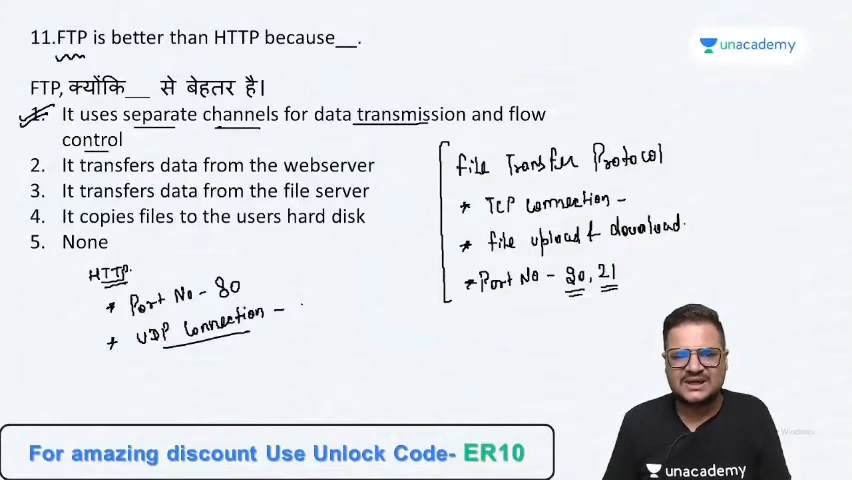 11.FTP is better than HTTP because__.
unacademy
FTP, क्योंकि___ से बेहतर है।
1. It uses separate channels for data transmission and flow
control
2. It transfers data from the webserver
3. It transfers data from the file server
4. It copies files to the users hard disk
5. None
File Transfer Protocol
* TCP Connection -
* file upload & download.
* Port No - 20, 21
HTTP.
* Port No - 80
* UDP Connection -
Windows
For amazing discount Use Unlock Code- ER10
unacademy